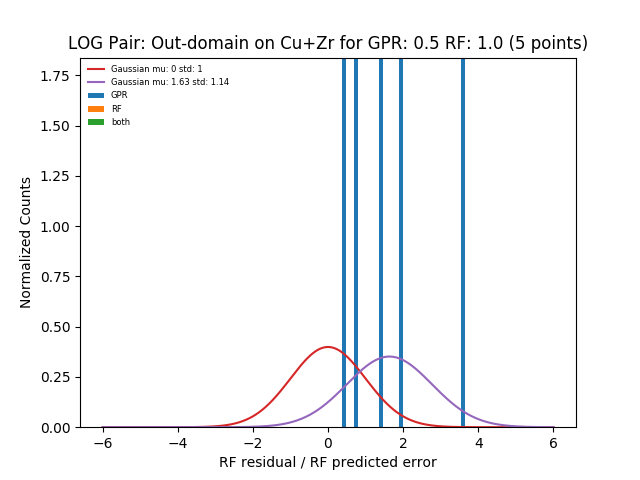 LOG Pair: Out-domain on Cu+Zr for GPR: 0.5 RF: 1.0 (5 points)
Gaussian mu: 0 std: 1
Gaussian mu: 1.63 std: 1.14
GPR
RF
both
Normalized Counts
1.75
1.50
1.25
1.00
0.75
0.50
0.25
0.00
−6 −4 −2 0 2 4 6
RF residual / RF predicted error